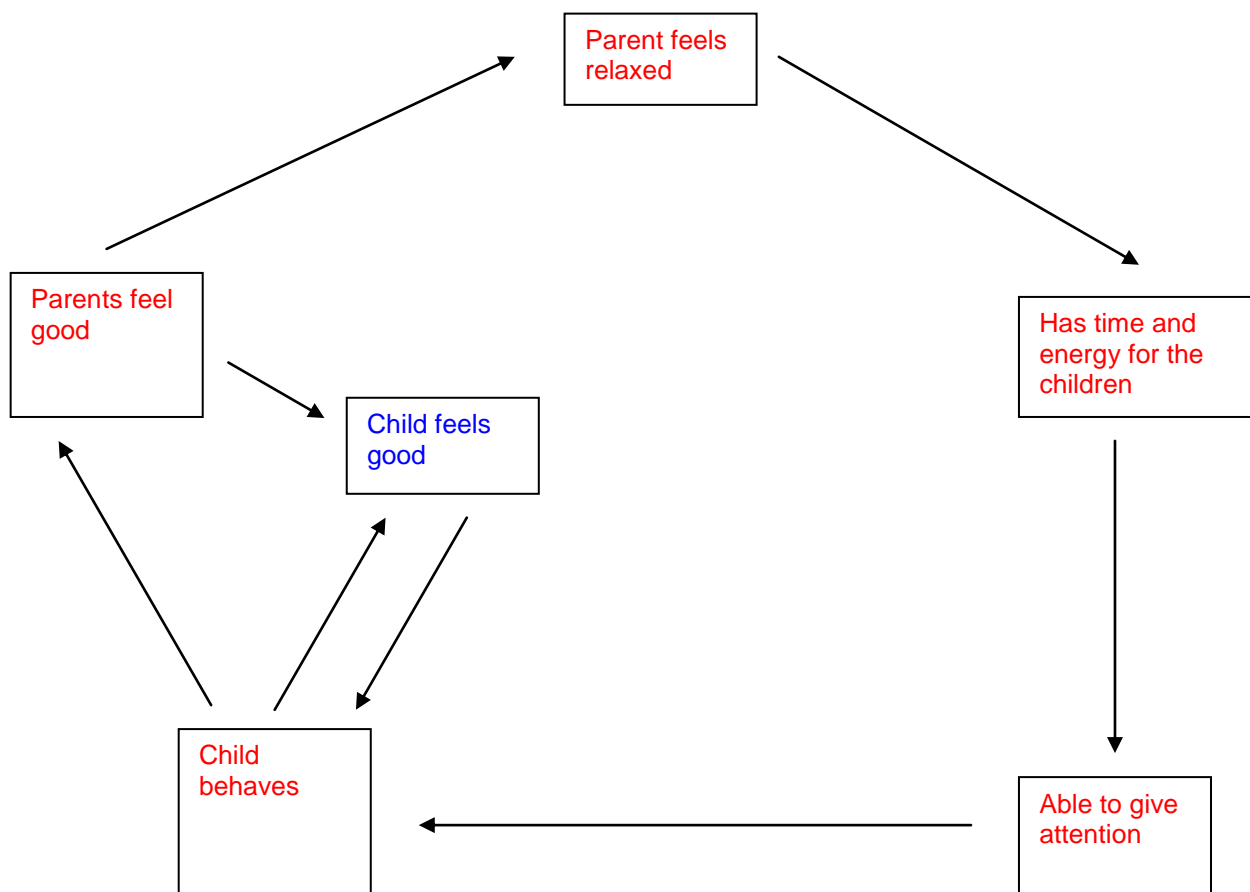 Parent feels
relaxed
Parents feel
good
Has time and
energy for the
children
Child feels
good
Child
behaves
Able to give
attention